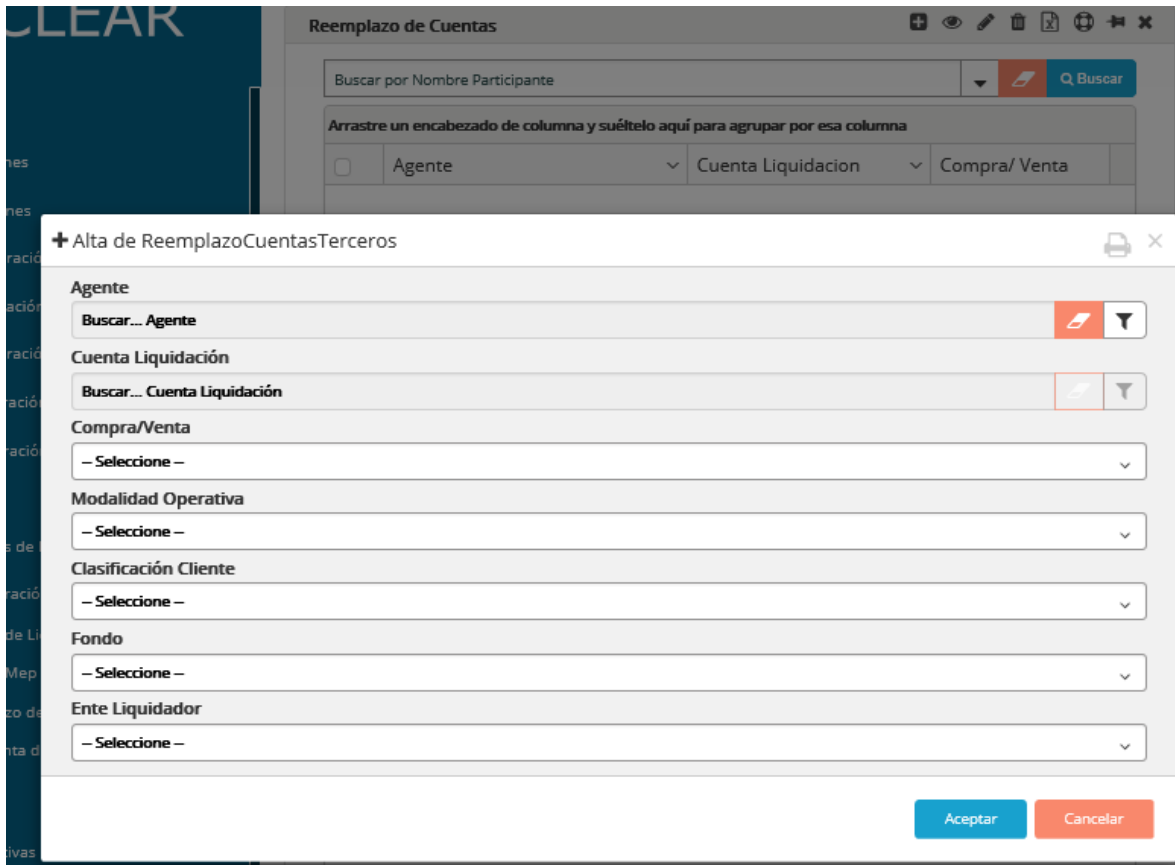 CLEAR
Reemplazo de Cuentas
Buscar por Nombre Participante
Buscar
Arrastre un encabezado de columna y suéltelo aquí para agrupar por esa columna
Agente
Cuenta Liquidacion
Compra/ Venta
nes
nes
ració
ación
ració
ració
ració
s de
ració
de Li
Mep
zo de
nta d
ivas
+ Alta de ReemplazoCuentasTerceros
Agente
Buscar... Agente
Cuenta Liquidación
Buscar... Cuenta Liquidación
Compra/Venta
-- Seleccione --
Modalidad Operativa
-- Seleccione --
Clasificación Cliente
-- Seleccione --
Fondo
-- Seleccione --
Ente Liquidador
-- Seleccione --
Aceptar
Cancelar